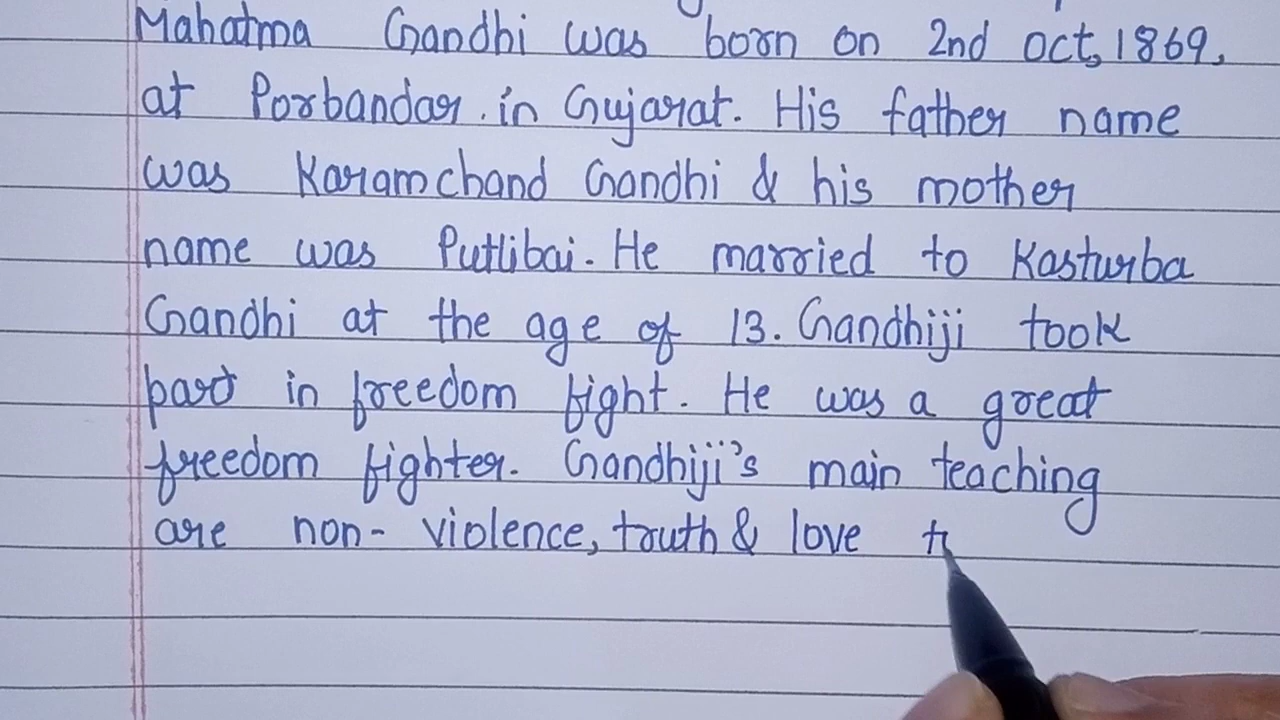 Mahatma Gandhi was born on 2nd Oct, 1869,
at Porbandar. in Gujarat. His father name
was Karamchand Gandhi & his mother
name was Putlibai. He married to Kasturba
Gandhi at the age of 13. Gandhiji took
part in freedom fight. He was a great
freedom fighter. Gandhiji's main teaching
are non-violence, truth & love